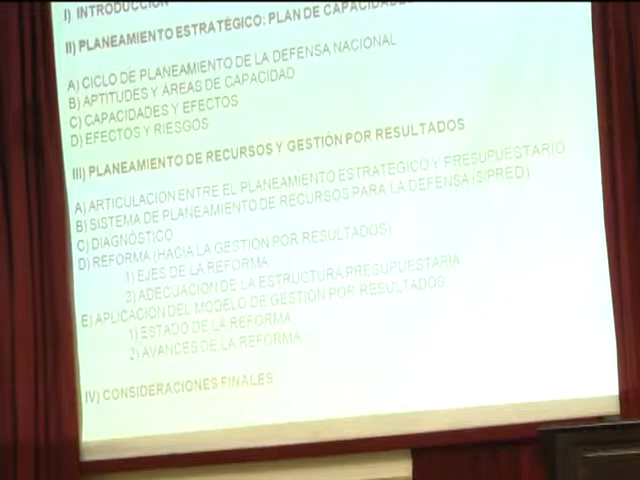 I) INTRODUCCIÓN
II) PLANEAMIENTO ESTRATÉGICO: PLAN DE CAPACIDADES
A) CICLO DE PLANEAMIENTO DE LA DEFENSA NACIONAL
B) APTITUDES Y ÁREAS DE CAPACIDAD
C) CAPACIDADES Y EFECTOS
D) EFECTOS Y RIESGOS
III) PLANEAMIENTO DE RECURSOS Y GESTIÓN POR RESULTADOS
A) ARTICULACIÓN ENTRE EL PLANEAMIENTO ESTRATÉGICO Y PRESUPUESTARIO
B) SISTEMA DE PLANEAMIENTO DE RECURSOS PARA LA DEFENSA (SIPRED)
C) DIAGNÓSTICO
D) REFORMA (HACIA LA GESTIÓN POR RESULTADOS)
1) EJES DE LA REFORMA
2) ADECUACIÓN DE LA ESTRUCTURA PRESUPUESTARIA
E) APLICACIÓN DEL MODELO DE GESTIÓN POR RESULTADOS
1) ESTADO DE LA REFORMA
2) AVANCES DE LA REFORMA
IV) CONSIDERACIONES FINALES